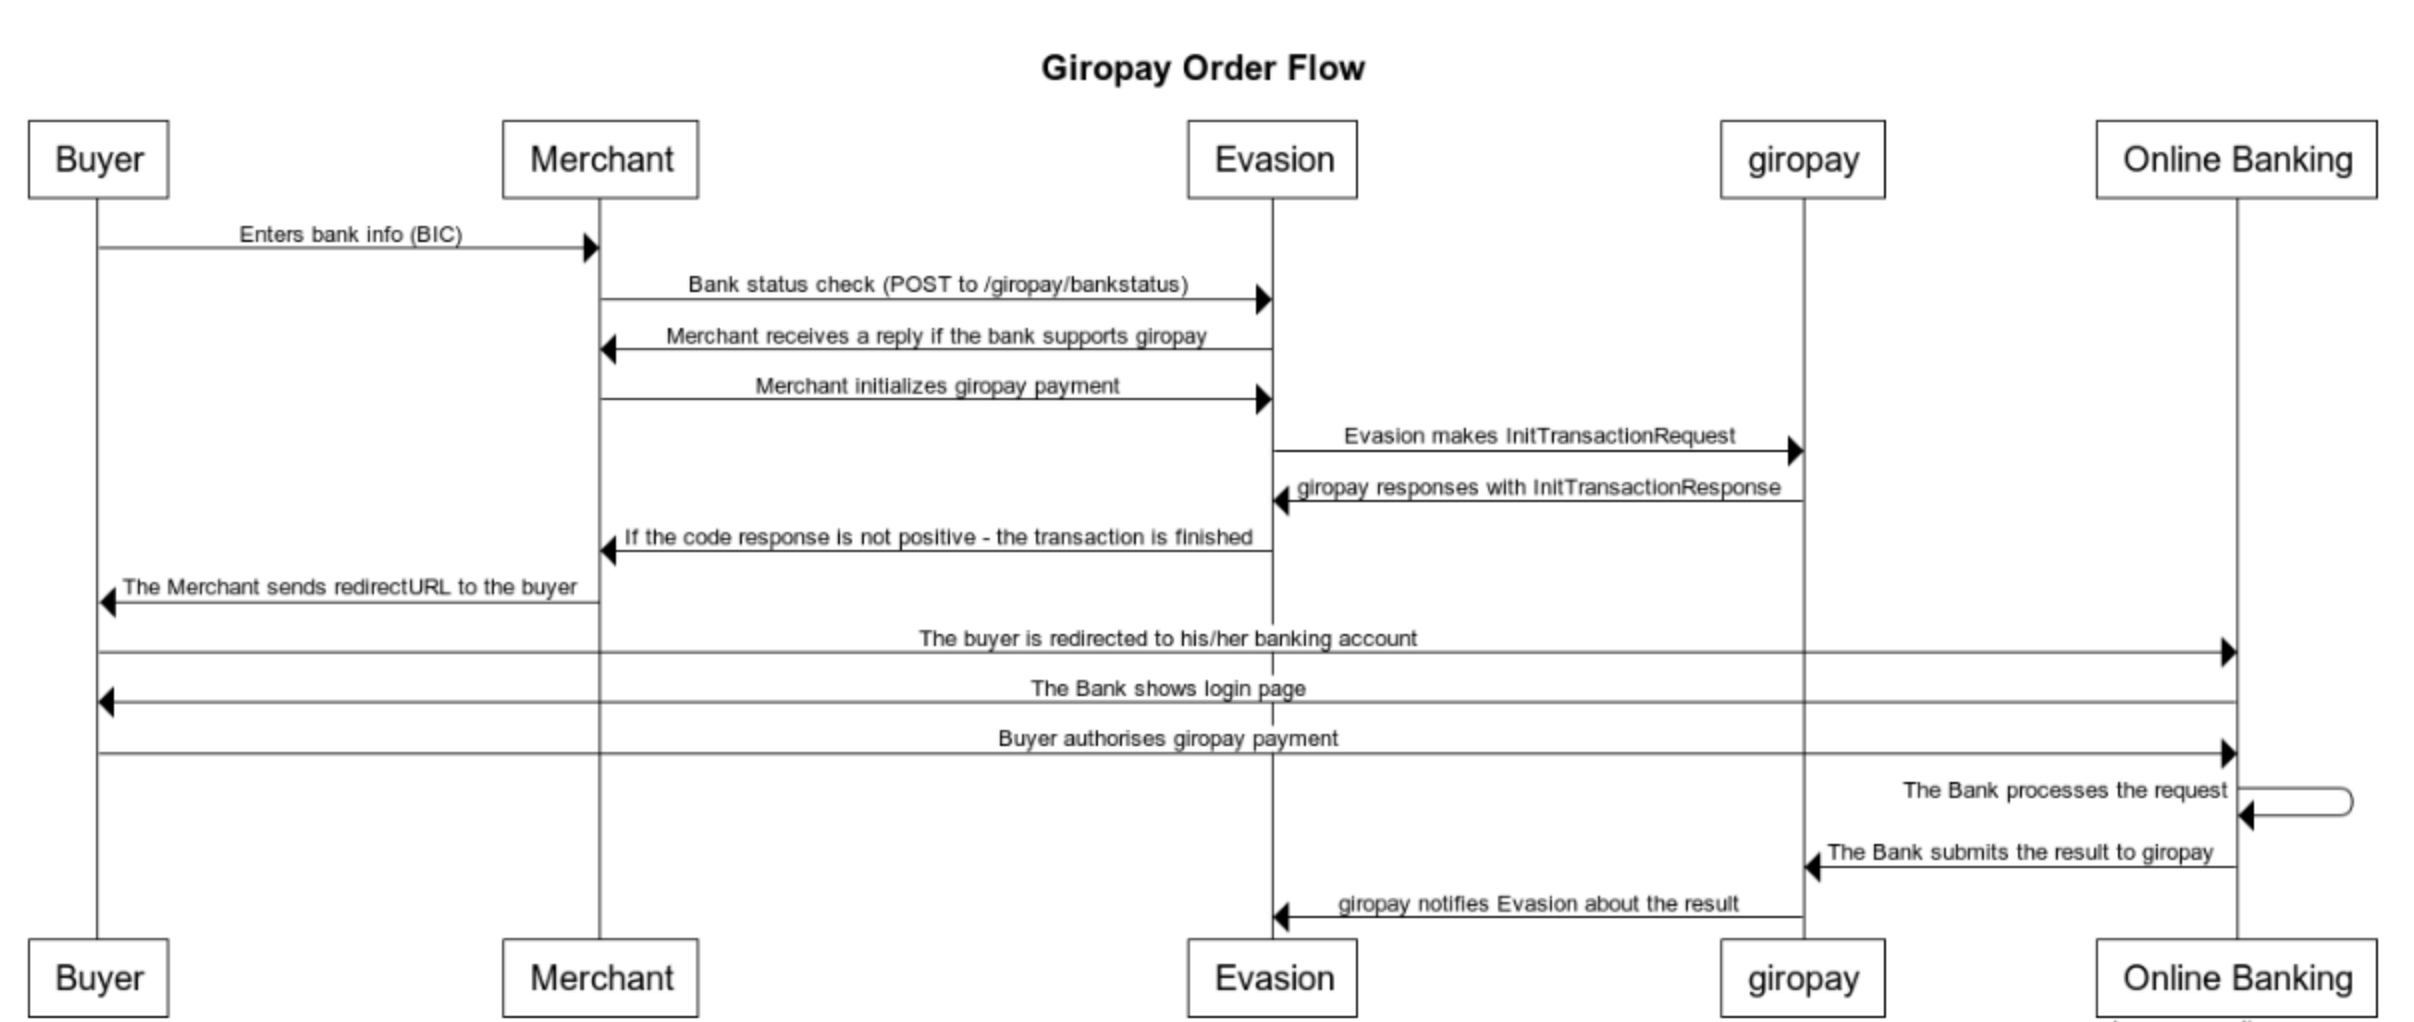 Giropay Order Flow
Buyer
Merchant
Evasion
giropay
Online Banking
Enters bank info (BIC)
Bank status check (POST to /giropay/bankstatus)
Merchant receives a reply if the bank supports giropay
Merchant initializes giropay payment
Evasion makes InitTransactionRequest
giropay responses with InitTransactionResponse
If the code response is not positive - the transaction is finished
The Merchant sends redirectURL to the buyer
The buyer is redirected to his/her banking account
The Bank shows login page
Buyer authorises giropay payment
The Bank processes the request
The Bank submits the result to giropay
giropay notifies Evasion about the result
Buyer
Merchant
Evasion
giropay
Online Banking